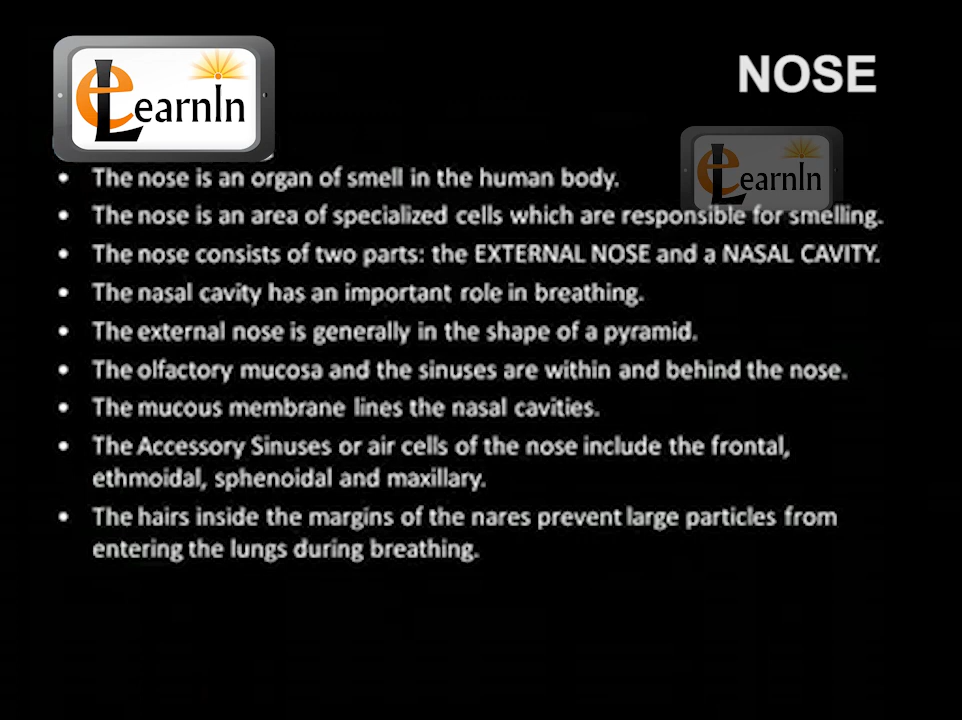 eLearnIn
NOSE
eLearnIn
• The nose is an organ of smell in the human body.
• The nose is an area of specialized cells which are responsible for smelling.
• The nose consists of two parts: the EXTERNAL NOSE and a NASAL CAVITY.
• The nasal cavity has an important role in breathing.
• The external nose is generally in the shape of a pyramid.
• The olfactory mucosa and the sinuses are within and behind the nose.
• The mucous membrane lines the nasal cavities.
• The Accessory Sinuses or air cells of the nose include the frontal,
ethmoidal, sphenoidal and maxillary.
• The hairs inside the margins of the nares prevent large particles from
entering the lungs during breathing.